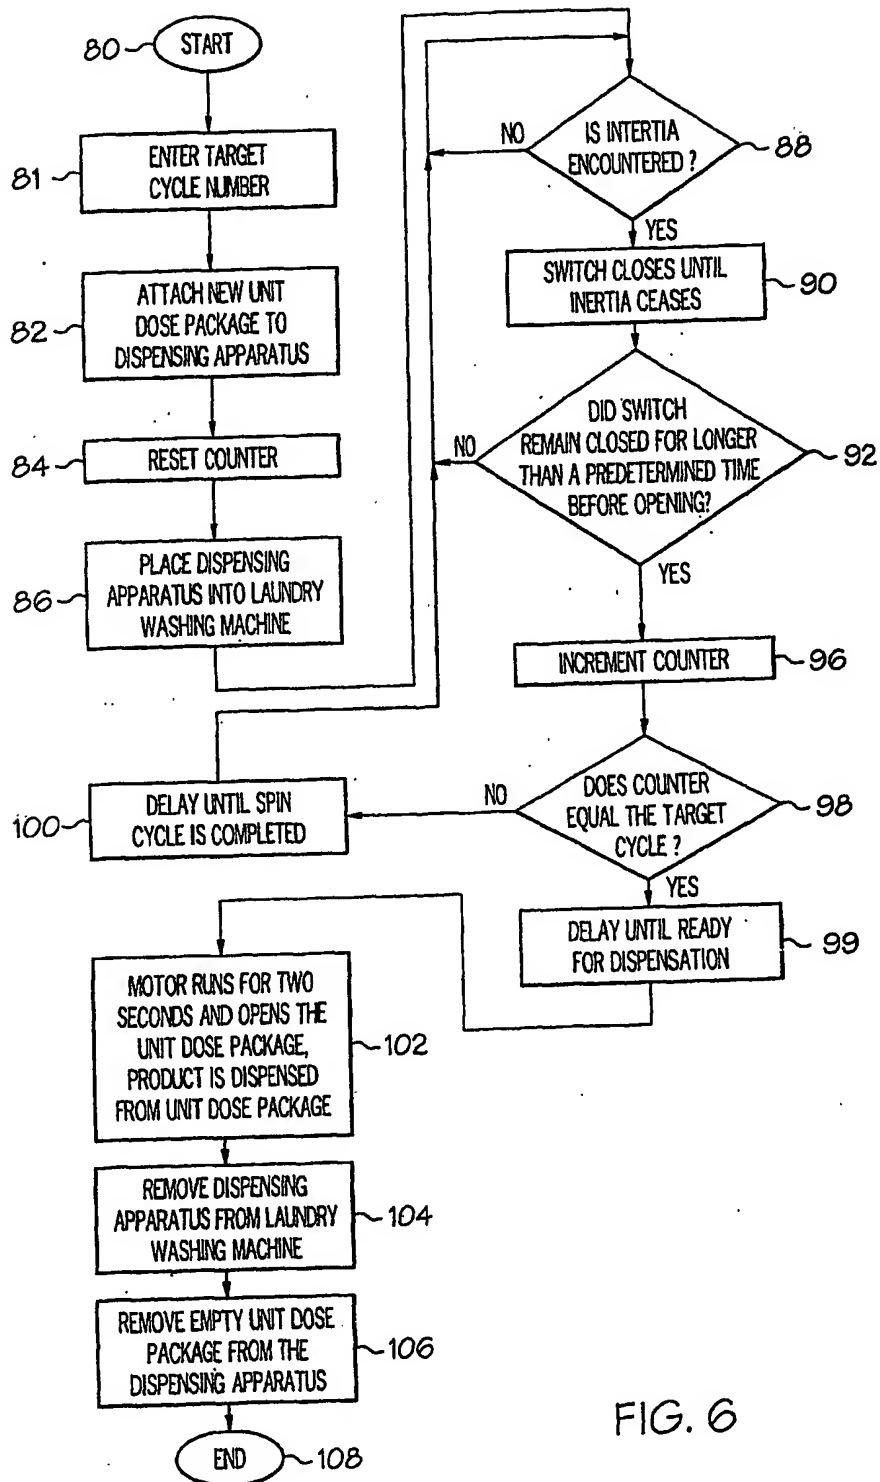 80
START
81
ENTER TARGET
CYCLE NUMBER
82
ATTACH NEW UNIT
DOSE PACKAGE TO
DISPENSING APPARATUS
84
RESET COUNTER
86
PLACE DISPENSING
APPARATUS INTO LAUNDRY
WASHING MACHINE
IS INTERTIA
ENCOUNTERED ?
88
NO
YES
SWITCH CLOSES UNTIL
INERTIA CEASES
90
DID SWITCH
REMAIN CLOSED FOR LONGER
THAN A PREDETERMINED TIME
BEFORE OPENING?
92
NO
YES
INCREMENT COUNTER
96
DOES COUNTER
EQUAL THE TARGET
CYCLE ?
98
NO
YES
100
DELAY UNTIL SPIN
CYCLE IS COMPLETED
DELAY UNTIL READY
FOR DISPENSATION
99
MOTOR RUNS FOR TWO
SECONDS AND OPENS THE
UNIT DOSE PACKAGE,
PRODUCT IS DISPENSED
FROM UNIT DOSE PACKAGE
102
REMOVE DISPENSING
APPARATUS FROM LAUNDRY
WASHING MACHINE
104
REMOVE EMPTY UNIT DOSE
PACKAGE FROM THE
DISPENSING APPARATUS
106
END
108
FIG. 6